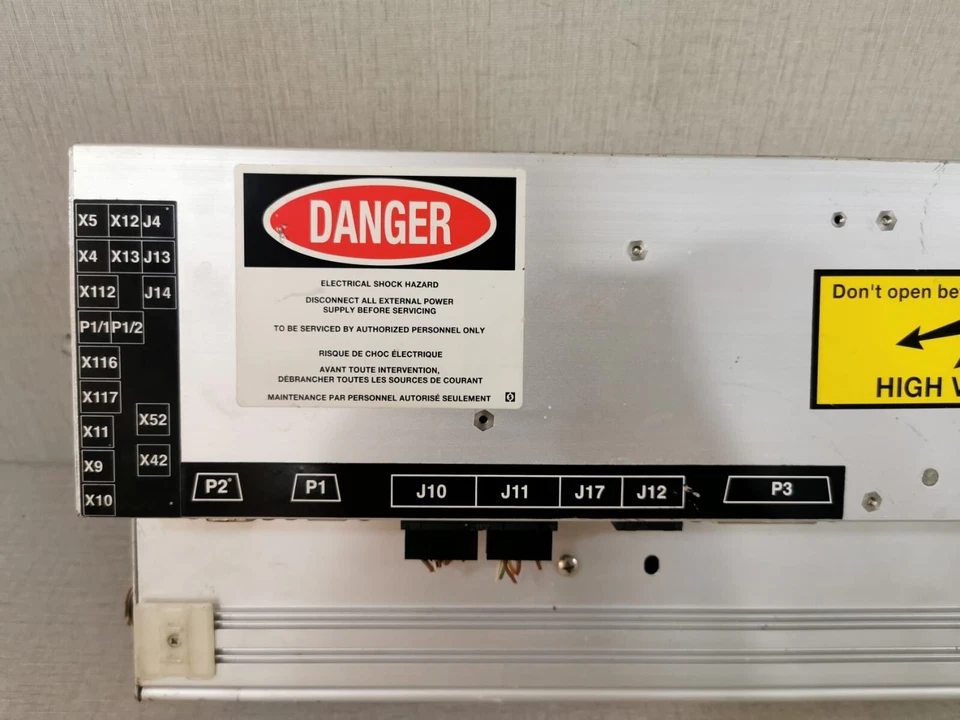 X5 X12 J4
X4 X13 J13
X112 J14
P1/1 P1/2
X116
X117
X11 X52
X9 X42
X10
DANGER
ELECTRICAL SHOCK HAZARD
DISCONNECT ALL EXTERNAL POWER
SUPPLY BEFORE SERVICING
TO BE SERVICED BY AUTHORIZED PERSONNEL ONLY
RISQUE DE CHOC ÉLECTRIQUE
AVANT TOUTE INTERVENTION,
DÉBRANCHER TOUTES LES SOURCES DE COURANT
MAINTENANCE PAR PERSONNEL AUTORISÉ SEULEMENT
Don't open
HIGH
P2 P1 J10 J11 J17 J12 P3